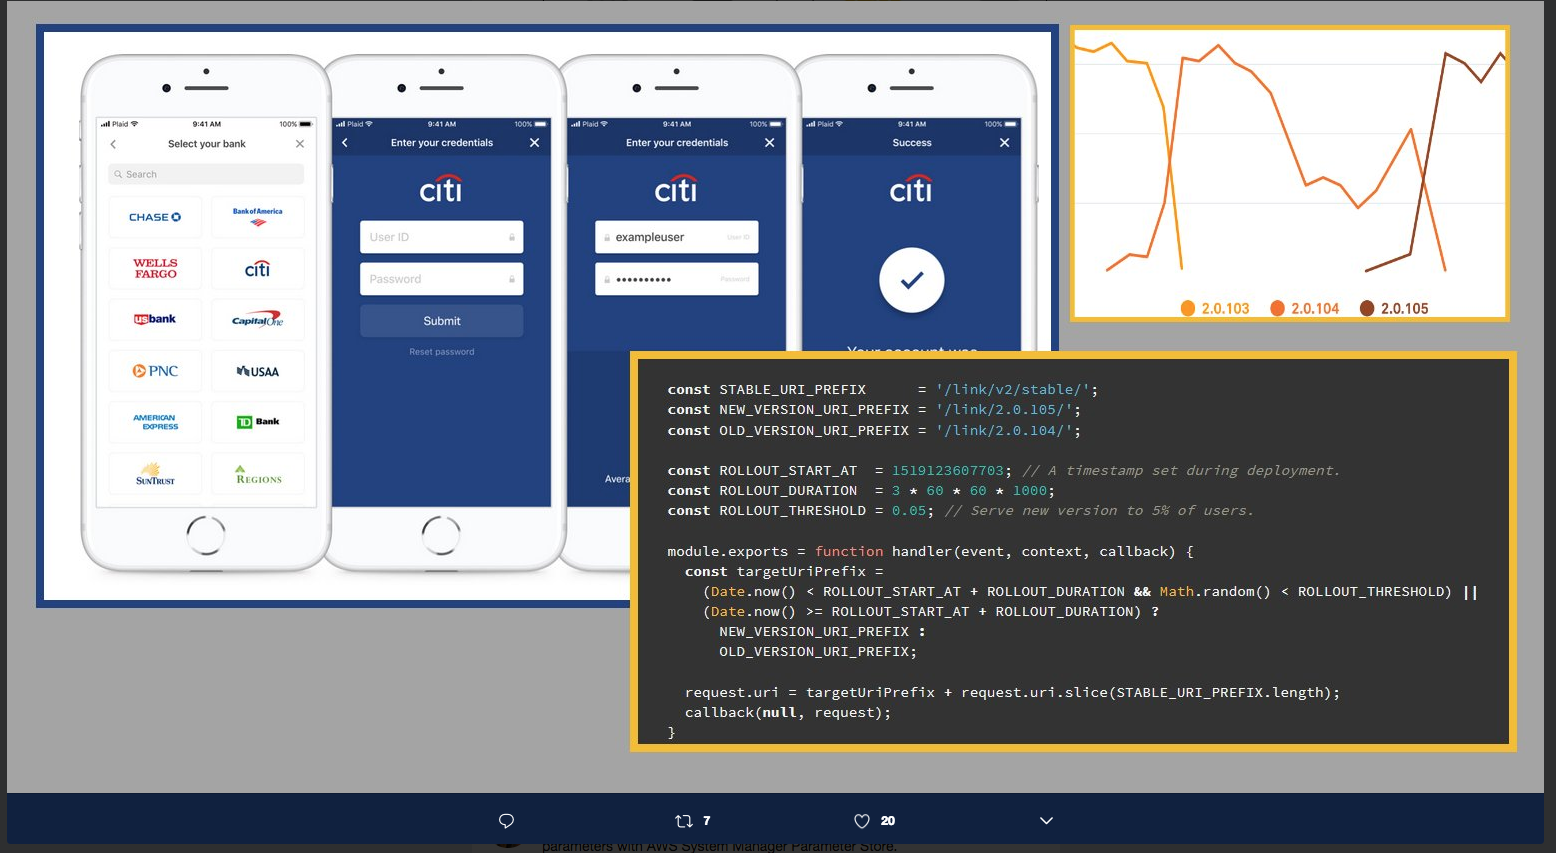 Plaid 9:41 AM 100%
Select your bank
Search
CHASE
Bank of America
WELLS FARGO
citi
usbank
Capital One
PNC
USAA
AMERICAN EXPRESS
TD Bank
SUNTRUST
REGIONS
Plaid 9:41 AM 100%
Enter your credentials
citi
User ID
Password
Submit
Reset password
Plaid 9:41 AM 100%
Enter your credentials
citi
exampleuser User ID
•••••••••• Password
Plaid 9:41 AM 100%
Success
citi
2.0.103 2.0.104 2.0.105
const STABLE_URI_PREFIX      = '/link/v2/stable/';
const NEW_VERSION_URI_PREFIX = '/link/2.0.105/';
const OLD_VERSION_URI_PREFIX = '/link/2.0.104/';
const ROLLOUT_START_AT  = 1519123607703; // A timestamp set during deployment.
const ROLLOUT_DURATION  = 3 * 60 * 60 * 1000;
const ROLLOUT_THRESHOLD = 0.05; // Serve new version to 5% of users.
module.exports = function handler(event, context, callback) {
  const targetUriPrefix =
    (Date.now() < ROLLOUT_START_AT + ROLLOUT_DURATION && Math.random() < ROLLOUT_THRESHOLD) ||
    (Date.now() >= ROLLOUT_START_AT + ROLLOUT_DURATION) ?
      NEW_VERSION_URI_PREFIX :
      OLD_VERSION_URI_PREFIX;
  request.uri = targetUriPrefix + request.uri.slice(STABLE_URI_PREFIX.length);
  callback(null, request);
}
7 20
parameters with AWS System Manager Parameter Store.